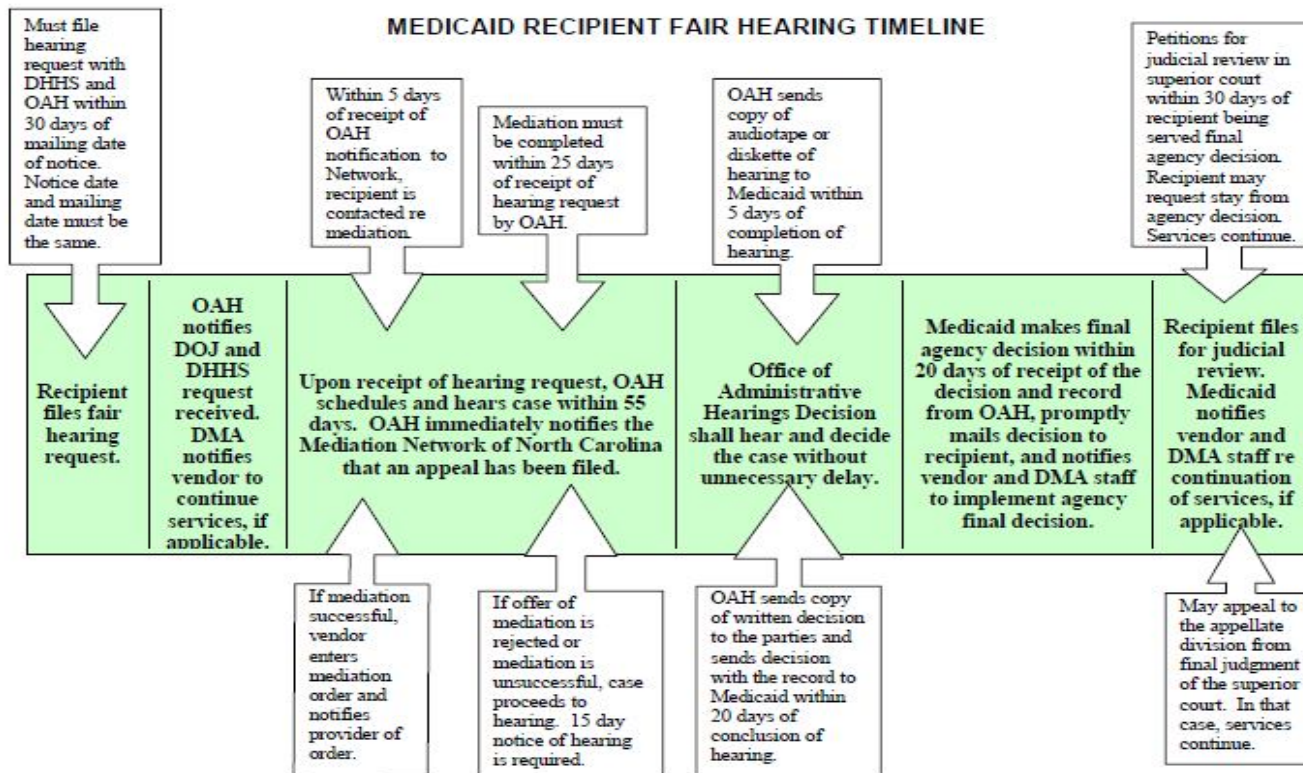 MEDICAID RECIPIENT FAIR HEARING TIMELINE
Must file
hearing
request with
DHHS and
OAH within
30 days of
mailing date
of notice.
Notice date
and mailing
date must be
the same.
Within 5 days
of receipt of
OAH
notification to
Network,
recipient is
contacted re
mediation.
Mediation must
be completed
within 25 days
of receipt of
hearing request
by OAH.
OAH sends
copy of
audiotape or
diskette of
hearing to
Medicaid within
5 days of
completion of
hearing.
Petitions for
judicial review in
superior court
within 30 days of
recipient being
served final
agency decision.
Recipient may
request stay from
agency decision.
Services continue.
Recipient
files fair
hearing
request.
OAH
notifies
DOJ and
DHHS
request
received.
DMA
notifies
vendor to
continue
services, if
applicable.
Upon receipt of hearing request, OAH
schedules and hears case within 55
days. OAH immediately notifies the
Mediation Network of North Carolina
that an appeal has been filed.
Office of
Administrative
Hearings Decision
shall hear and decide
the case without
unnecessary delay.
Medicaid makes final
agency decision within
20 days of receipt of the
decision and record
from OAH, promptly
mails decision to
recipient, and notifies
vendor and DMA staff
to implement agency
final decision.
Recipient files
for judicial
review.
Medicaid
notifies
vendor and
DMA staff re
continuation
of services, if
applicable.
If mediation
successful,
vendor
enters
mediation
order and
notifies
provider of
order.
If offer of
mediation is
rejected or
mediation is
unsuccessful, case
proceeds to
hearing. 15 day
notice of hearing
is required.
OAH sends copy
of written decision
to the parties and
sends decision
with the record to
Medicaid within
20 days of
conclusion of
hearing.
May appeal to
the appellate
division from
final judgment
of the superior
court. In that
case, services
continue.